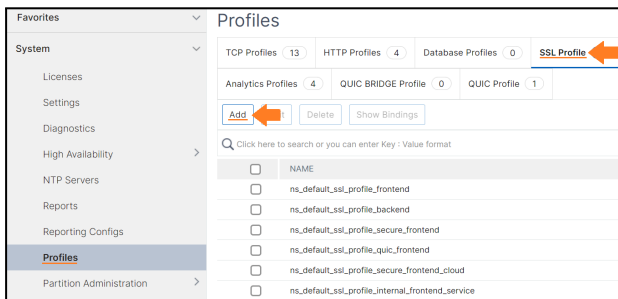 Favorites
System
Licenses
Settings
Diagnostics
High Availability
NTP Servers
Reports
Reporting Configs
Profiles
Partition Administration
Profiles
TCP Profiles 13 HTTP Profiles 4 Database Profiles 0 SSL Profile
Analytics Profiles 4 QUIC BRIDGE Profile 0 QUIC Profile 1
Add Delete Show Bindings
Click here to search or you can enter Key : Value format
NAME
ns_default_ssl_profile_frontend
ns_default_ssl_profile_backend
ns_default_ssl_profile_secure_frontend
ns_default_ssl_profile_quic_frontend
ns_default_ssl_profile_secure_frontend_cloud
ns_default_ssl_profile_internal_frontend_service